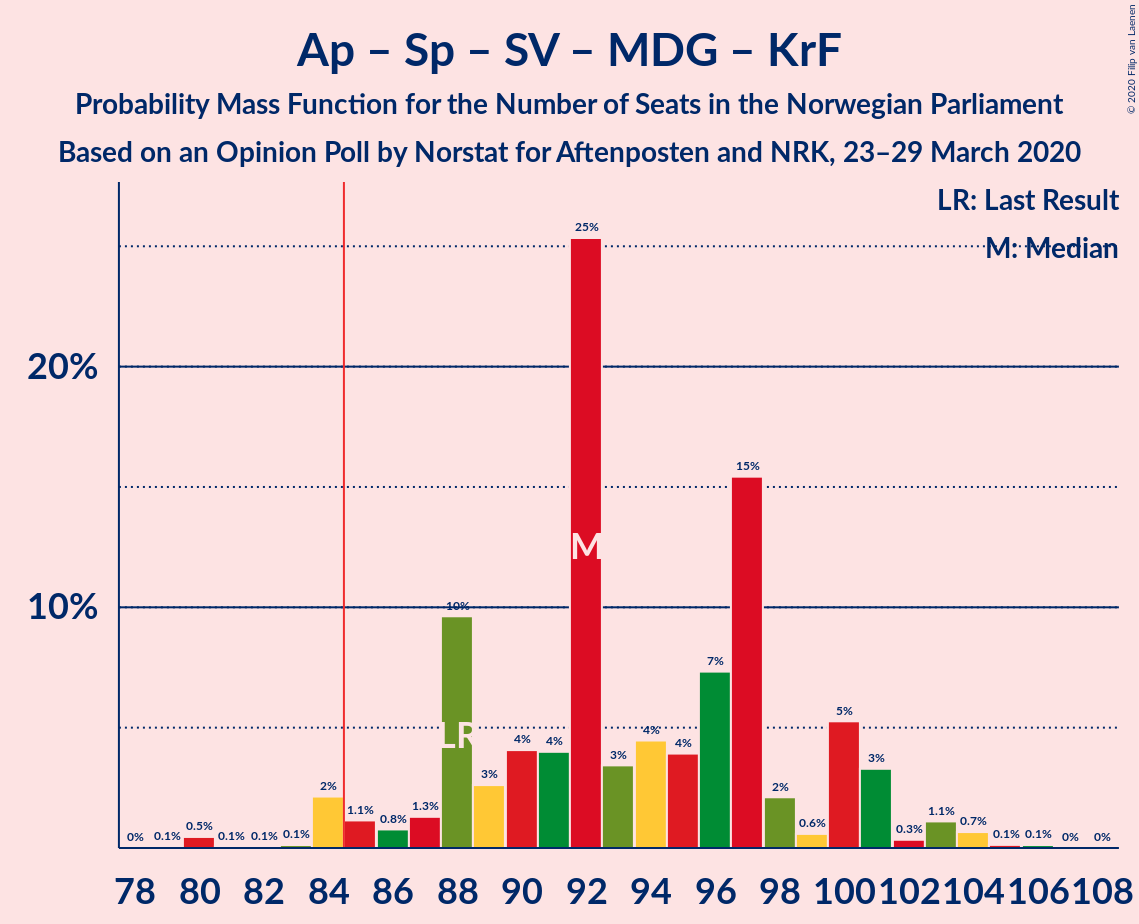 Ap – Sp – SV – MDG – KrF
Probability Mass Function for the Number of Seats in the Norwegian Parliament
Based on an Opinion Poll by Norstat for Aftenposten and NRK, 23–29 March 2020
© 2020 Filip van Laenen
LR: Last Result
M: Median
20%
10%
0% 0.1% 0.5% 0.1% 0.1% 0.1% 2% 1.1% 0.8% 1.3% 10% 3% 4% 4% 25% 3% 4% 4% 7% 15% 2% 0.6% 5% 3% 0.3% 1.1% 0.7% 0.1% 0.1% 0% 0%
LR
M
78 80 82 84 86 88 90 92 94 96 98 100 102 104 106 108